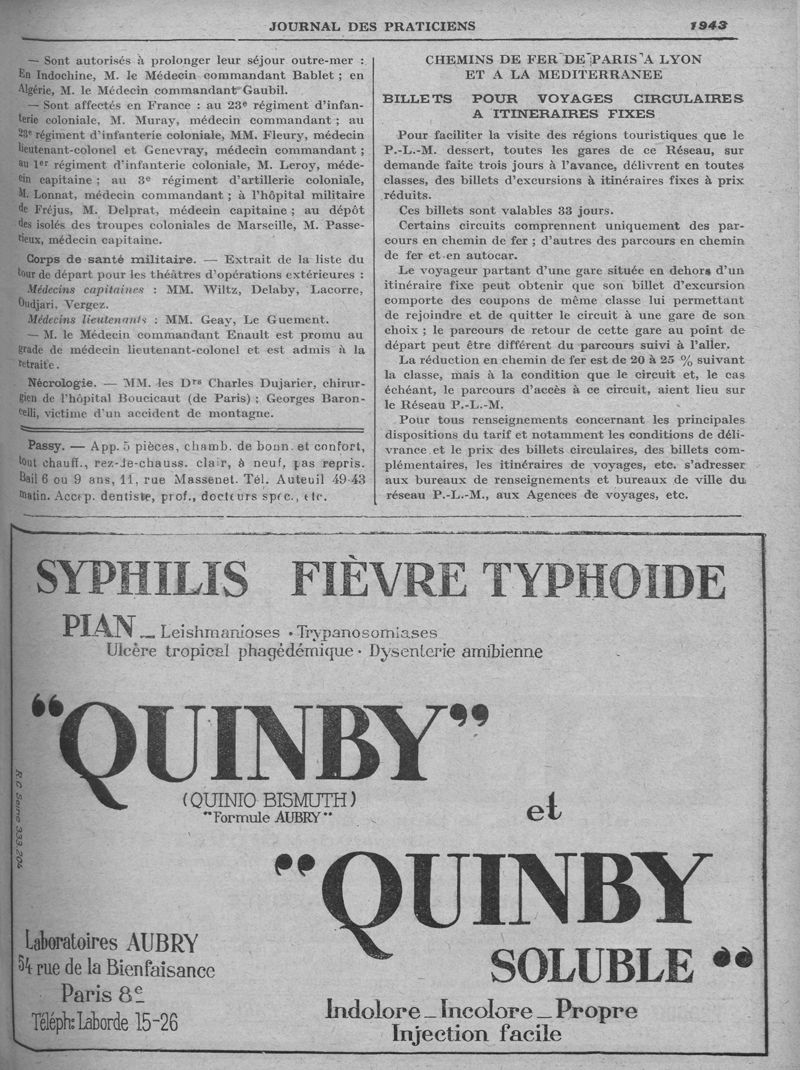 JOURNAL DES PRATICIENS
1943
— Sont autorisés à prolonger leur séjour outre-mer :
En Indochine, M. le Médecin commandant Bablet ; en
Algérie, M. le Médecin commandant Gaubil.
— Sont affectés en France : au 23e régiment d'infan-
terie coloniale, M. Muray, médecin commandant ; au
23e régiment d'infanterie coloniale, MM. Fleury, médecin
lieutenant-colonel et Genevray, médecin commandant ;
au 1er régiment d'infanterie coloniale, M. Leroy, méde-
cin capitaine ; au 3e régiment d'artillerie coloniale,
M. Lonnat, médecin commandant ; à l'hôpital militaire
de Fréjus, M. Delprat, médecin capitaine ; au dépôt
des isolés des troupes coloniales de Marseille, M. Passe-
rieux, médecin capitaine.
Corps de santé militaire. — Extrait de la liste du
tour de départ pour les théâtres d'opérations extérieures :
Médecins capitaines : MM. Wiltz, Delaby, Lacorre,
Oudjari, Vergez.
Médecins lieutenants : MM. Geay, Le Guement.
— M. le Médecin commandant Enault est promu au
grade de médecin lieutenant-colonel et est admis à la
retraite.
Nécrologie. — MM. les Drs Charles Dujarier, chirur-
gien de l'hôpital Boucicaut (de Paris) ; Georges Baron-
celli, victime d'un accident de montagne.
Passy. — App. 5 pièces, chamb. de bonn. et confort,
tout chauff., rez-de-chauss. clair, à neuf, pas repris.
Bail 6 ou 9 ans, 11, rue Massenet. Tél. Auteuil 49-43
matin. Accep. dentiste, prof., docteurs spéc., etc.
CHEMINS DE FER DE PARIS A LYON
ET A LA MEDITERRANEE
BILLETS POUR VOYAGES CIRCULAIRES
A ITINERAIRES FIXES
Pour faciliter la visite des régions touristiques que le
P.-L.-M. dessert, toutes les gares de ce Réseau, sur
demande faite trois jours à l'avance, délivrent en toutes
classes, des billets d'excursions à itinéraires fixes à prix
réduits.
Ces billets sont valables 33 jours.
Certains circuits comprennent uniquement des par-
cours en chemin de fer ; d'autres des parcours en chemin
de fer et en autocar.
Le voyageur partant d'une gare située en dehors d'un
itinéraire fixe peut obtenir que son billet d'excursion
comporte des coupons de même classe lui permettant
de rejoindre et de quitter le circuit à une gare de son
choix ; le parcours de retour de cette gare au point de
départ peut être différent du parcours suivi à l'aller.
La réduction en chemin de fer est de 20 à 25 % suivant
la classe, mais à la condition que le circuit et, le cas
échéant, le parcours d'accès à ce circuit, aient lieu sur
le Réseau P.-L.-M.
Pour tous renseignements concernant les principales
dispositions du tarif et notamment les conditions de déli-
vrance et le prix des billets circulaires, des billets com-
plémentaires, les itinéraires de voyages, etc. s'adresser
aux bureaux de renseignements et bureaux de ville du
réseau P.-L.-M., aux Agences de voyages, etc.
SYPHILIS FIÈVRE TYPHOIDE
PIAN — Leishmanioses • Trypanosomiases
Ulcère tropical phagédémique • Dysenterie amibienne
"QUINBY"
(QUINIO BISMUTH)
"Formule AUBRY"
et
"QUINBY
SOLUBLE"
R C Seine 333.204
Laboratoires AUBRY
54 rue de la Bienfaisance
Paris 8e
Téléph: Laborde 15-26
Indolore — Incolore — Propre
Injection facile